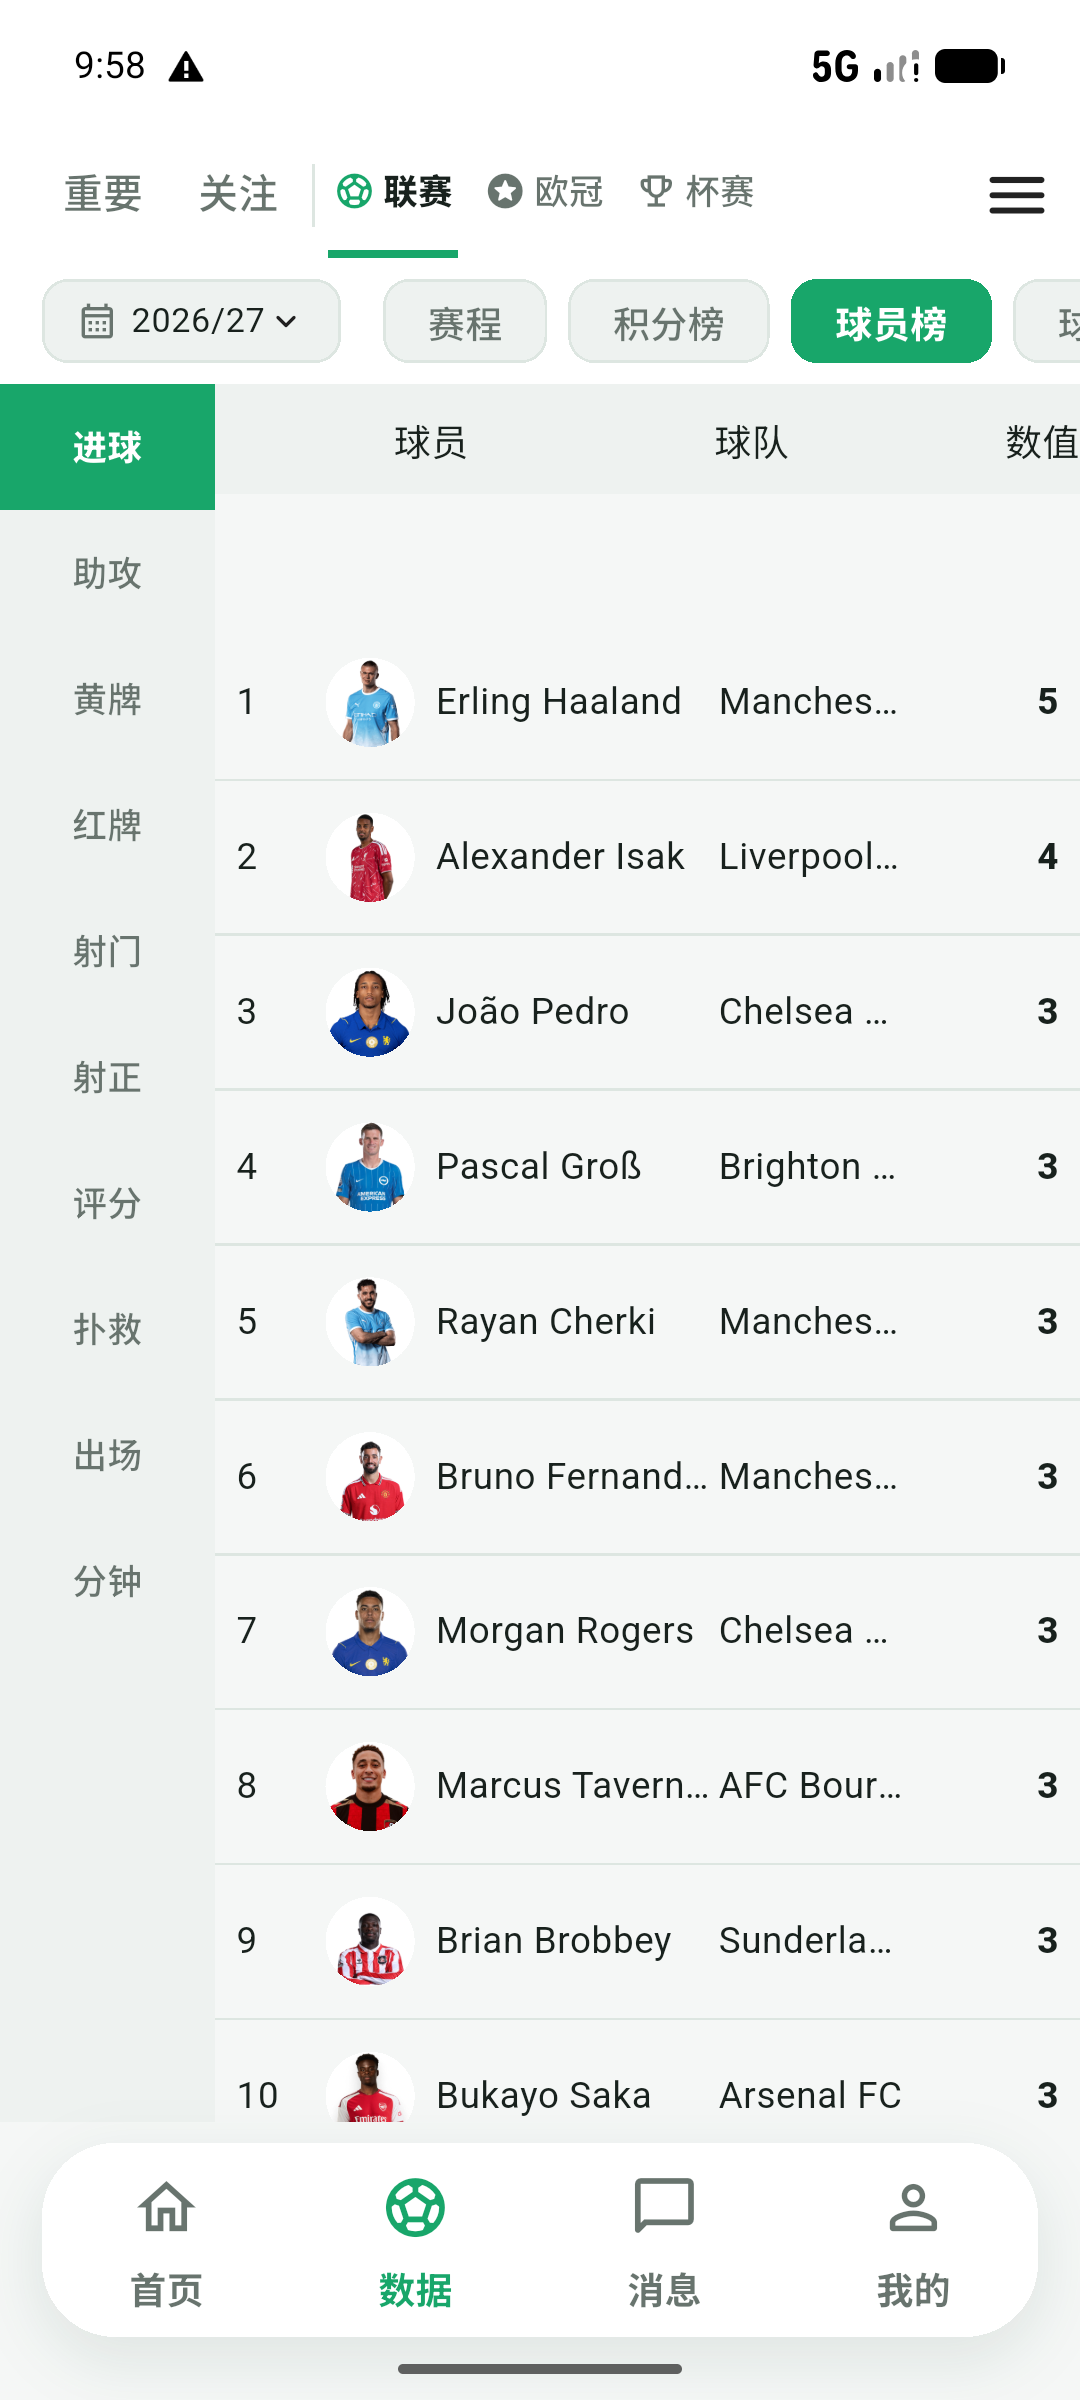 9:58
5G
重要 关注 联赛 欧冠 杯赛
2026/27 赛程 积分榜 球员榜
进球
助攻
黄牌
红牌
射门
射正
评分
扑救
出场
分钟
球员 球队 数值
1 Erling Haaland Manches... 5
2 Alexander Isak Liverpool... 4
3 João Pedro Chelsea ... 3
4 Pascal Groß Brighton ... 3
5 Rayan Cherki Manches... 3
6 Bruno Fernand... Manches... 3
7 Morgan Rogers Chelsea ... 3
8 Marcus Tavern... AFC Bour... 3
9 Brian Brobbey Sunderla... 3
10 Bukayo Saka Arsenal FC 3
首页 数据 消息 我的